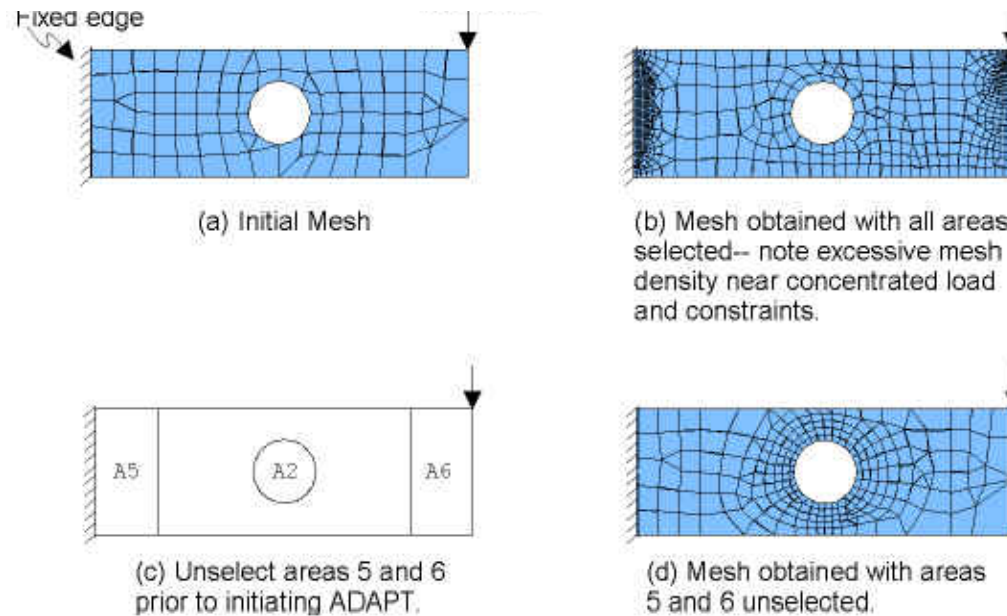 Fixed edge
(a) Initial Mesh
(b) Mesh obtained with all areas
selected-- note excessive mesh
density near concentrated load
and constraints.
A5
A2
A6
(c) Unselect areas 5 and 6
prior to initiating ADAPT.
(d) Mesh obtained with areas
5 and 6 unselected.